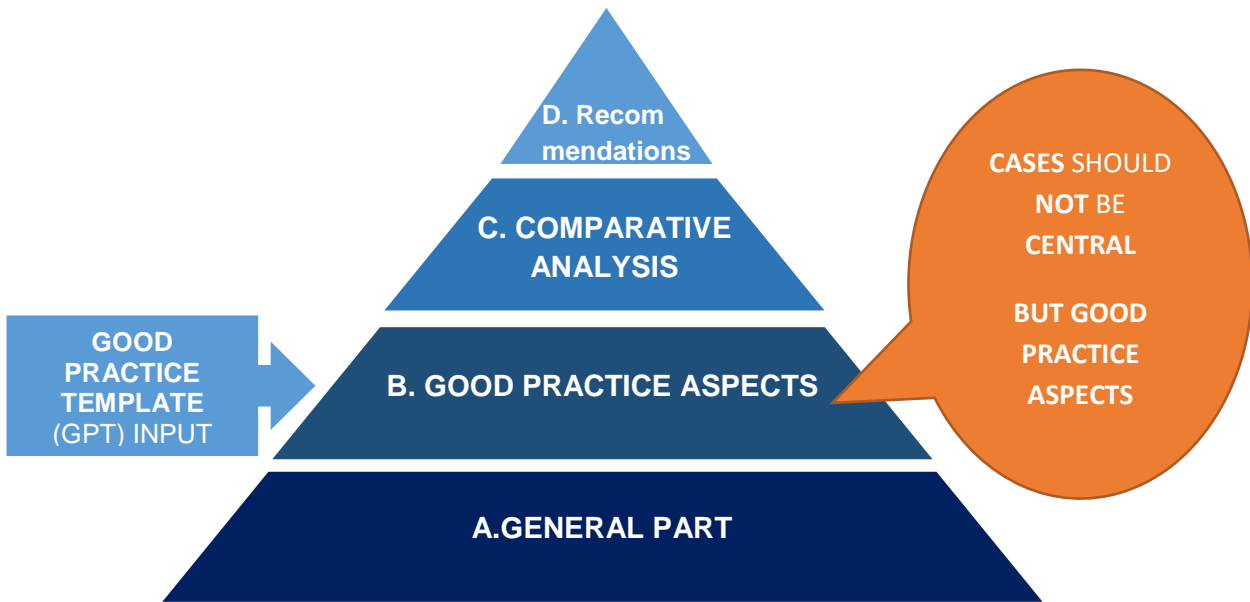 D. Recom
mendations
C. COMPARATIVE
ANALYSIS
GOOD
PRACTICE
TEMPLATE
(GPT) INPUT
B. GOOD PRACTICE ASPECTS
A.GENERAL PART
CASES SHOULD
NOT BE
CENTRAL
BUT GOOD
PRACTICE
ASPECTS